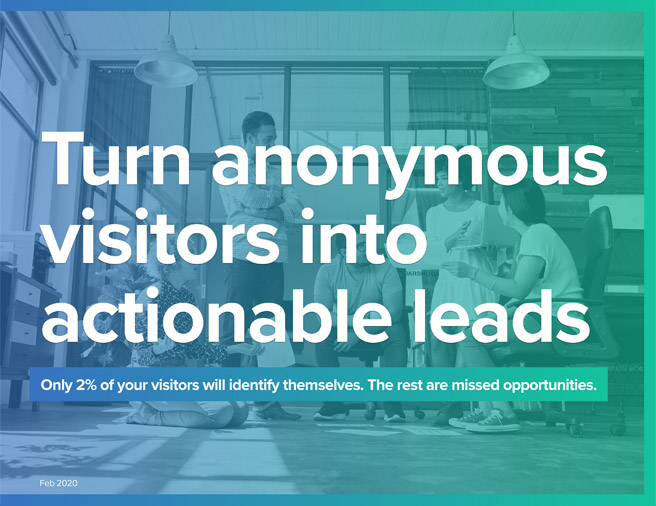 Turn anonymous
visitors into
actionable leads
Only 2% of your visitors will identify themselves. The rest are missed opportunities.
Feb 2020